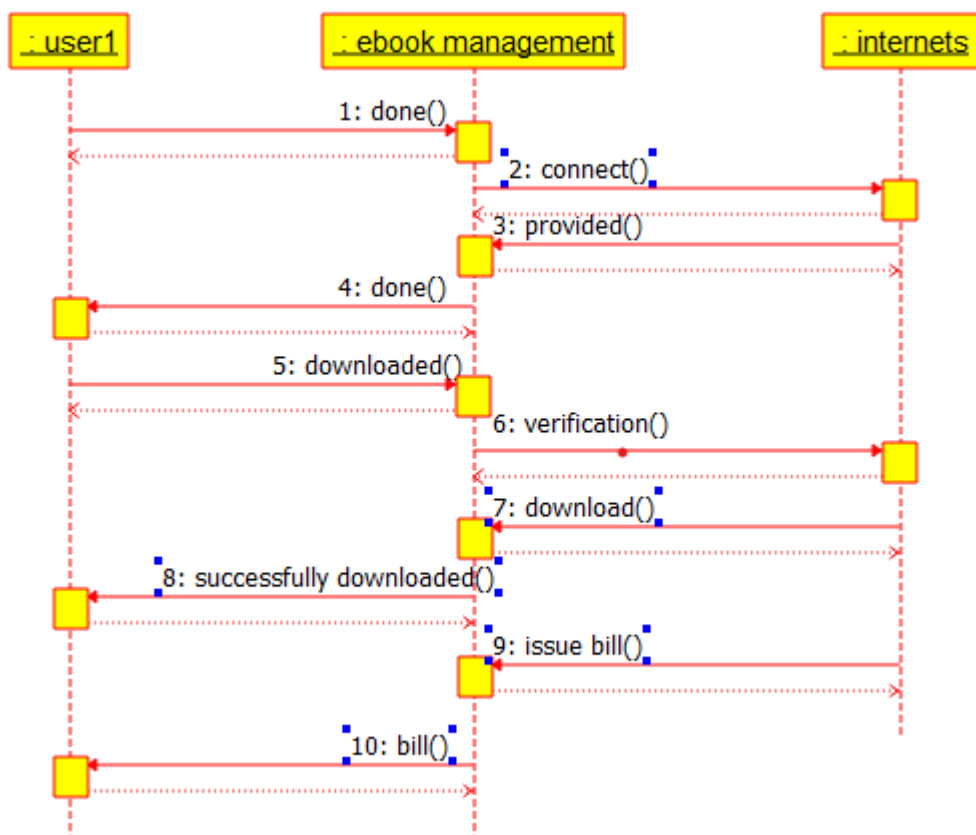 : user1
: ebook management
: internets
1: done()
2: connect()
3: provided()
4: done()
5: downloaded()
6: verification()
7: download()
8: successfully downloaded()
9: issue bill()
10: bill()